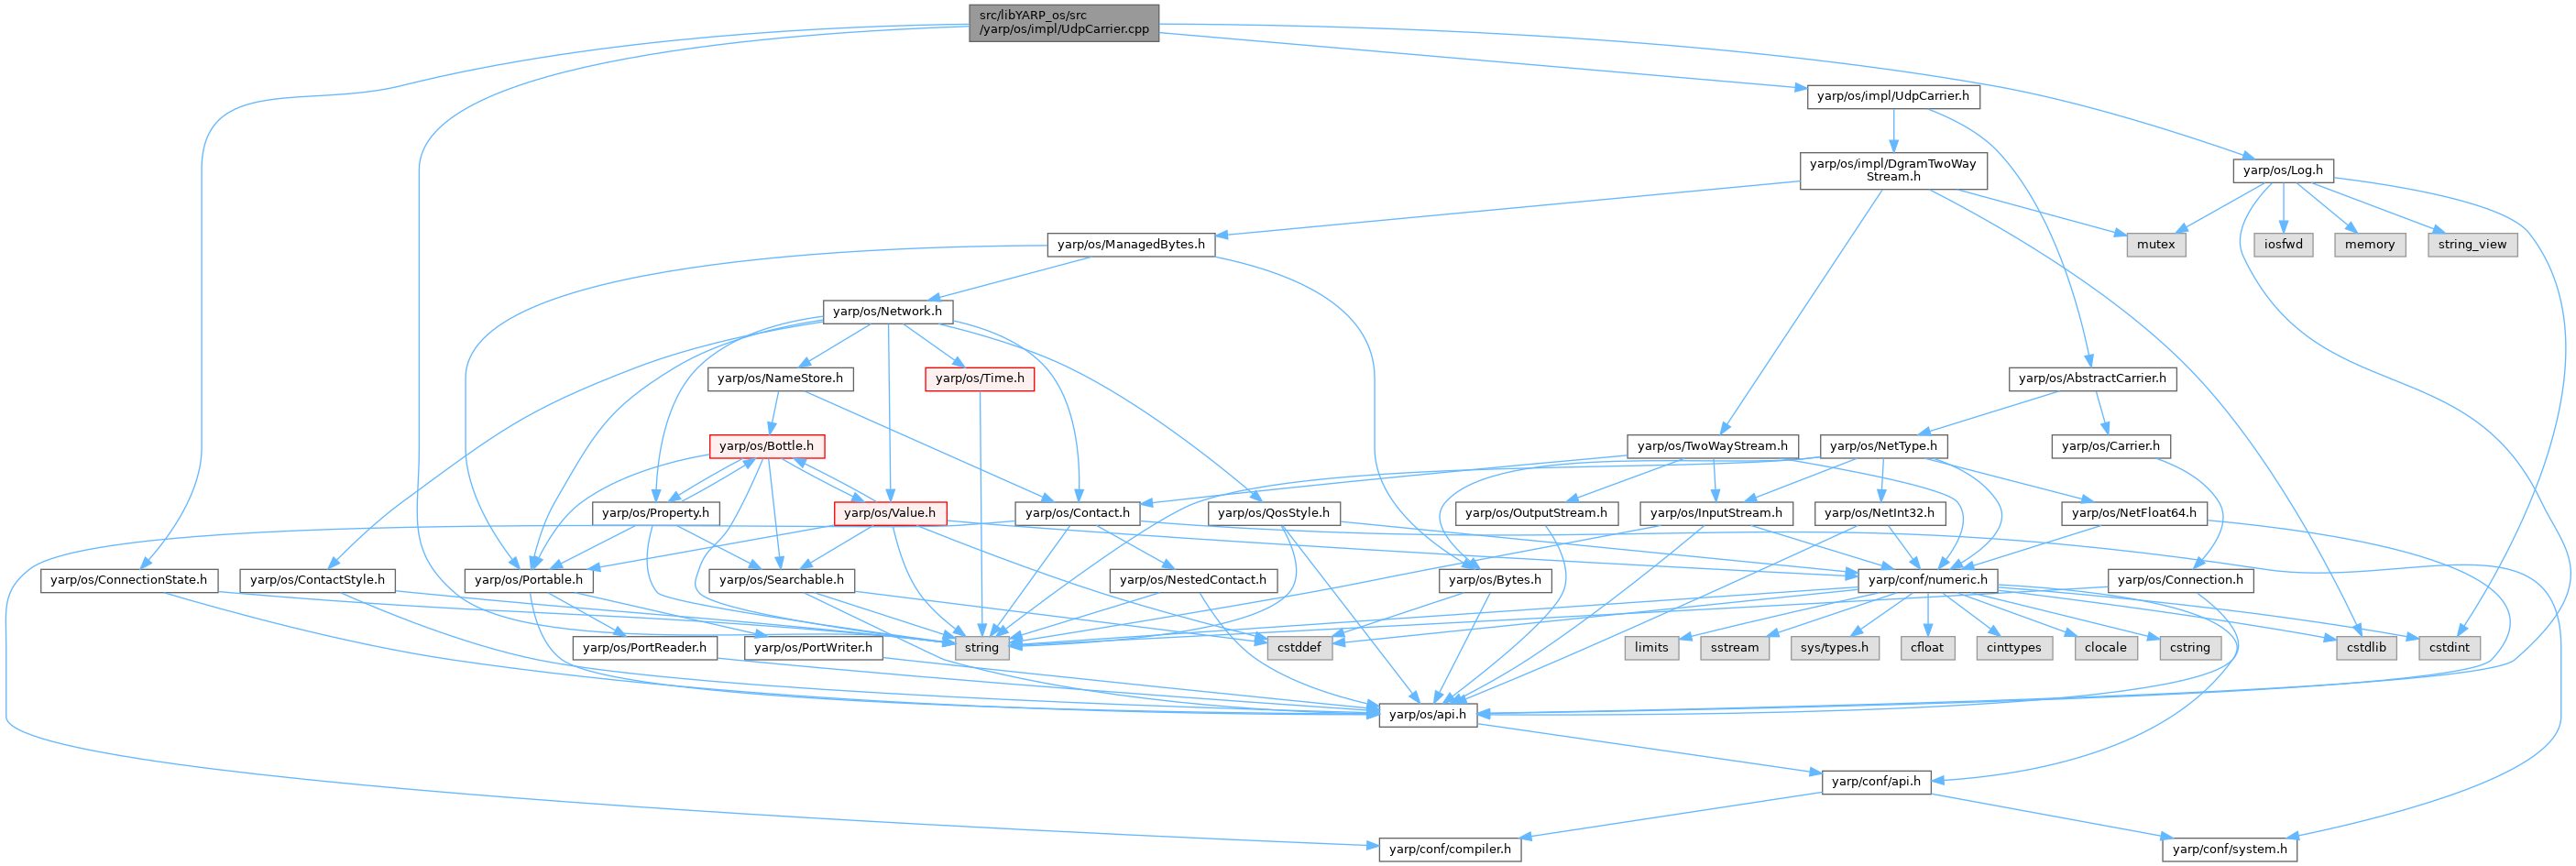 src/libYARP_os/src
/yarp/os/impl/UdpCarrier.cpp
yarp/os/impl/UdpCarrier.h
yarp/os/impl/DgramTwoWay
Stream.h
yarp/os/Log.h
yarp/os/ManagedBytes.h
mutex
iosfwd
memory
string_view
yarp/os/Network.h
yarp/os/NameStore.h
yarp/os/Time.h
yarp/os/AbstractCarrier.h
yarp/os/Bottle.h
yarp/os/TwoWayStream.h
yarp/os/NetType.h
yarp/os/Carrier.h
yarp/os/Property.h
yarp/os/Value.h
yarp/os/Contact.h
yarp/os/QosStyle.h
yarp/os/OutputStream.h
yarp/os/InputStream.h
yarp/os/NetInt32.h
yarp/os/NetFloat64.h
yarp/os/ConnectionState.h
yarp/os/ContactStyle.h
yarp/os/Portable.h
yarp/os/Searchable.h
yarp/os/NestedContact.h
yarp/os/Bytes.h
yarp/conf/numeric.h
yarp/os/Connection.h
yarp/os/PortReader.h
yarp/os/PortWriter.h
string
cstddef
limits
sstream
sys/types.h
cfloat
cinttypes
clocale
cstring
cstdlib
cstdint
yarp/os/api.h
yarp/conf/api.h
yarp/conf/compiler.h
yarp/conf/system.h